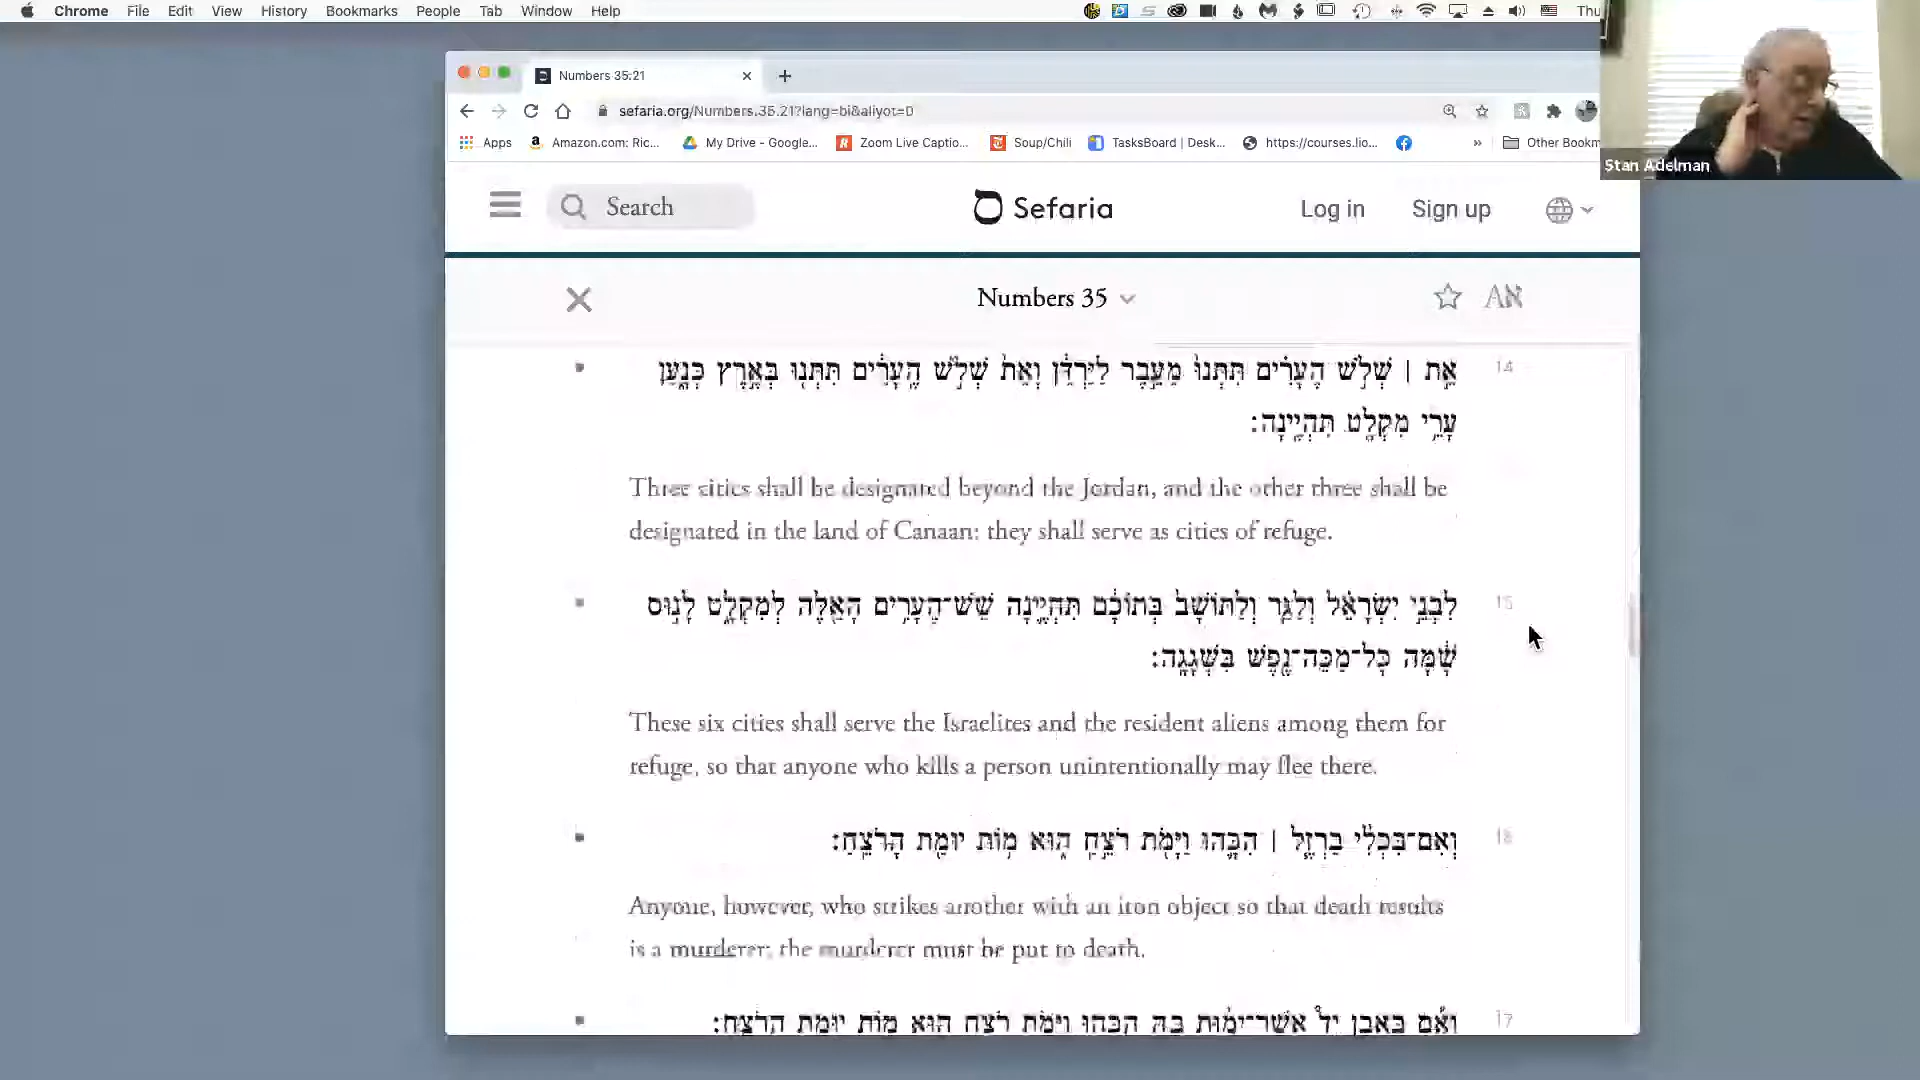 Chrome File Edit View History Bookmarks People Tab Window Help Thu
Numbers 35:21
sefaria.org/Numbers.35.21?lang=bi&aliyot=0
Apps Amazon.com: Ric... My Drive - Google... Zoom Live Captio... Soup/Chili TasksBoard | Desk... https://courses.lio... » Other Bookm
Stan Adelman
Search Sefaria Log in Sign up
Numbers 35
אֵ֣ת ׀ שְׁלֹ֣שׁ הֶעָרִ֗ים תִּתְּנוּ֙ מֵעֵ֣בֶר לַיַּרְדֵּ֔ן וְאֵת֙ שְׁלֹ֣שׁ הֶֽעָרִ֔ים תִּתְּנ֖וּ בְּאֶ֣רֶץ כְּנָ֑עַן 14
עָרֵ֥י מִקְלָ֖ט תִּהְיֶֽינָה׃
Three cities shall be designated beyond the Jordan, and the other three shall be
designated in the land of Canaan: they shall serve as cities of refuge.
לִבְנֵ֣י יִשְׂרָאֵ֗ל וְלַגֵּ֤ר וְלַתּוֹשָׁב֙ בְּתוֹכָ֔ם תִּהְיֶ֛ינָה שֵׁשׁ־הֶעָרִ֥ים הָאֵ֖לֶּה לְמִקְלָ֑ט לָנ֣וּס 15
שָׁ֔מָּה כׇּל־מַכֵּה־נֶ֖פֶשׁ בִּשְׁגָגָֽה׃
These six cities shall serve the Israelites and the resident aliens among them for
refuge, so that anyone who kills a person unintentionally may flee there.
וְאִם־בִּכְלִ֨י בַרְזֶ֧ל ׀ הִכָּ֛הוּ וַיָּמֹ֖ת רֹצֵ֣חַֽ ה֑וּא מ֥וֹת יוּמַ֖ת הָרֹצֵֽחַ׃ 16
Anyone, however, who strikes another with an iron object so that death results
is a murderer; the murderer must be put to death.
וְאִ֡ם בְּאֶ֣בֶן יָד֩ אֲשֶׁר־יָמ֨וּת בָּ֥הּ הִכָּ֛הוּ וַיָּמֹ֖ת רֹצֵ֣חַֽ ה֑וּא מ֥וֹת יוּמַ֖ת הָרֹצֵֽחַ׃ 17